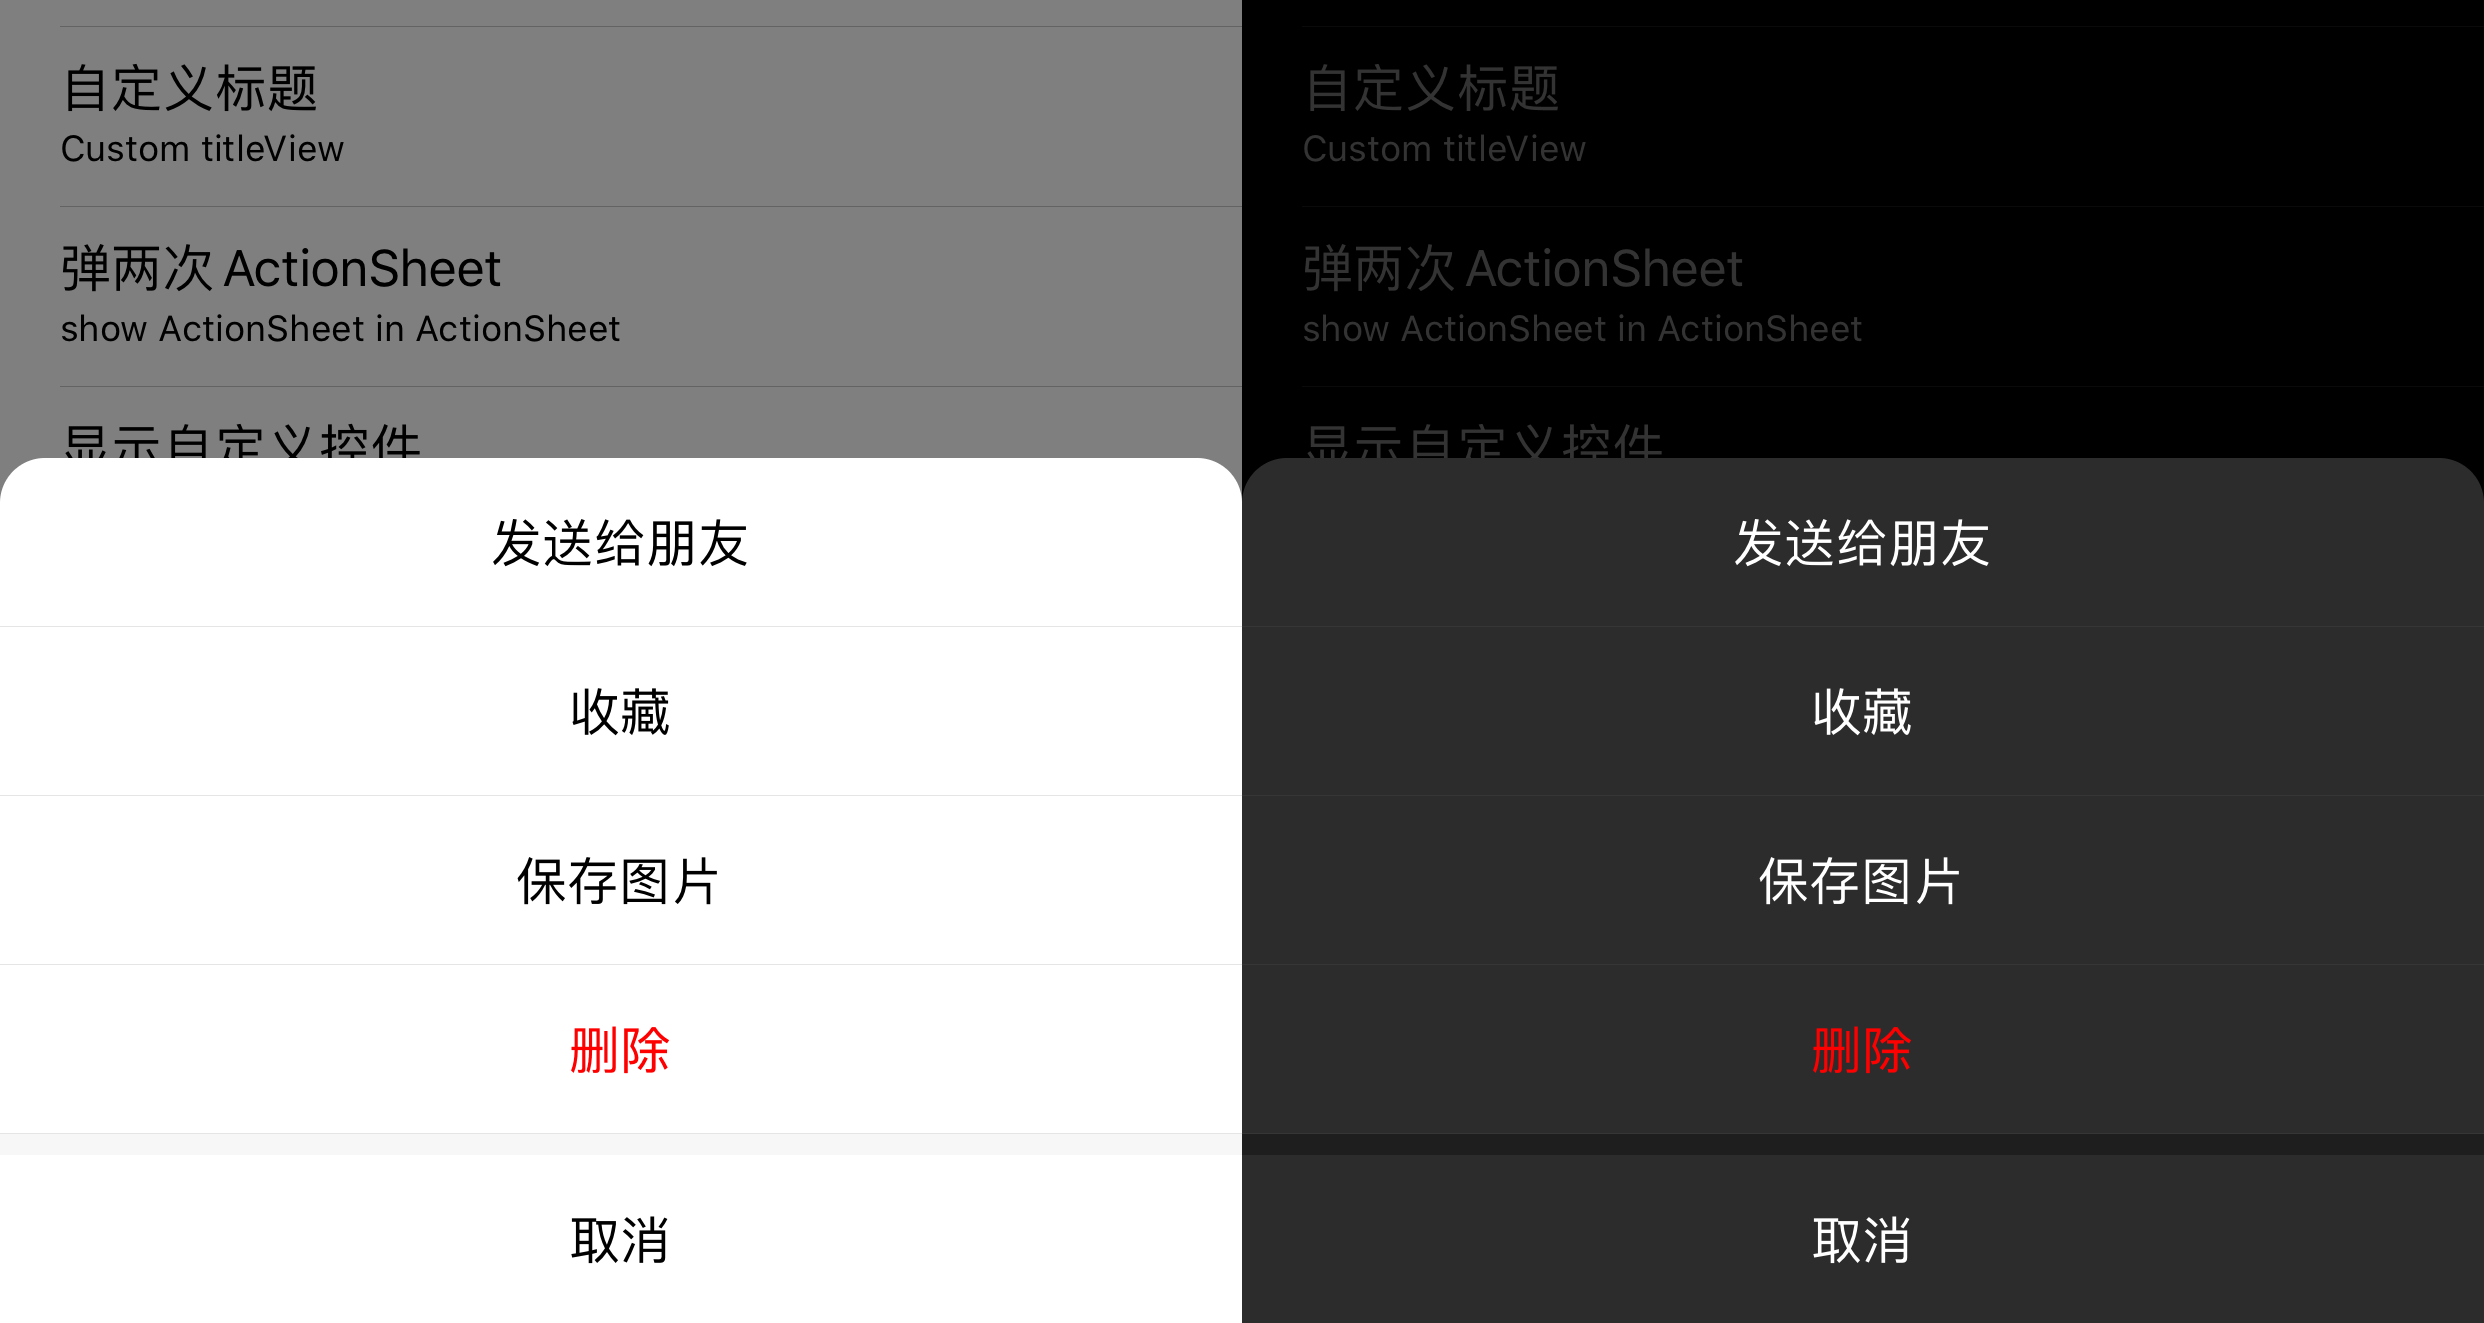 自定义标题
Custom titleView
弹两次 ActionSheet
show ActionSheet in ActionSheet
显示自定义控件
发送给朋友
收藏
保存图片
删除
取消
自定义标题
Custom titleView
弹两次 ActionSheet
show ActionSheet in ActionSheet
显示自定义控件
发送给朋友
收藏
保存图片
删除
取消